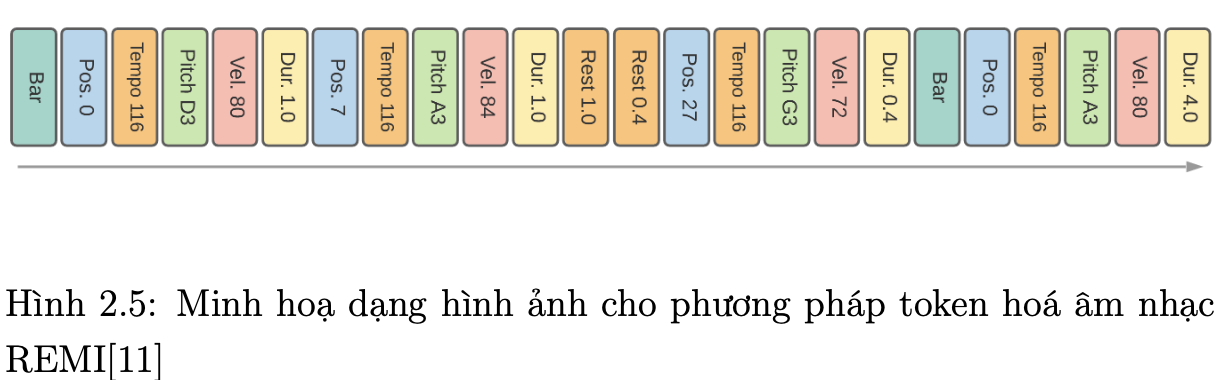 Bar Pos. 0 Tempo 116 Pitch D3 Vel. 80 Dur. 1.0 Pos. 7 Tempo 116 Pitch A3 Vel. 84 Dur. 1.0 Rest 1.0 Rest 0.4 Pos. 27 Tempo 116 Pitch G3 Vel. 72 Dur. 0.4 Bar Pos. 0 Tempo 116 Pitch A3 Vel. 80 Dur. 4.0
Hình 2.5: Minh hoạ dạng hình ảnh cho phương pháp token hoá âm nhạc
REMI[11]